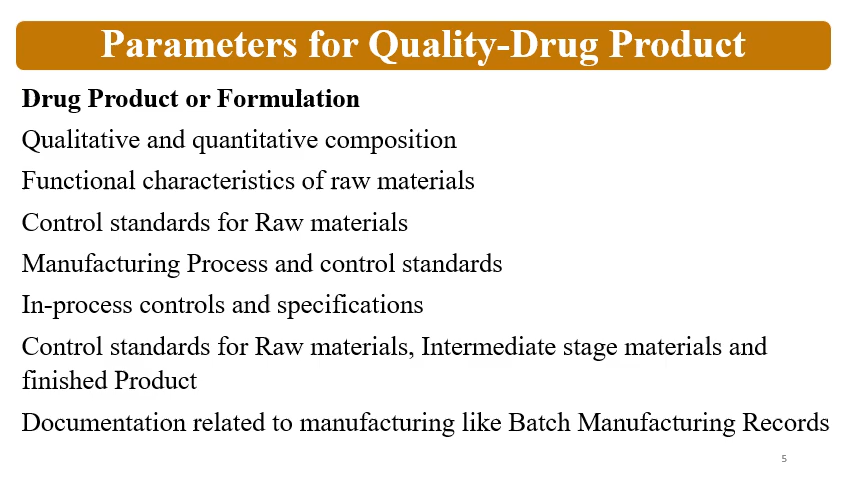 Parameters for Quality-Drug Product
Drug Product or Formulation
Qualitative and quantitative composition
Functional characteristics of raw materials
Control standards for Raw materials
Manufacturing Process and control standards
In-process controls and specifications
Control standards for Raw materials, Intermediate stage materials and
finished Product
Documentation related to manufacturing like Batch Manufacturing Records
5